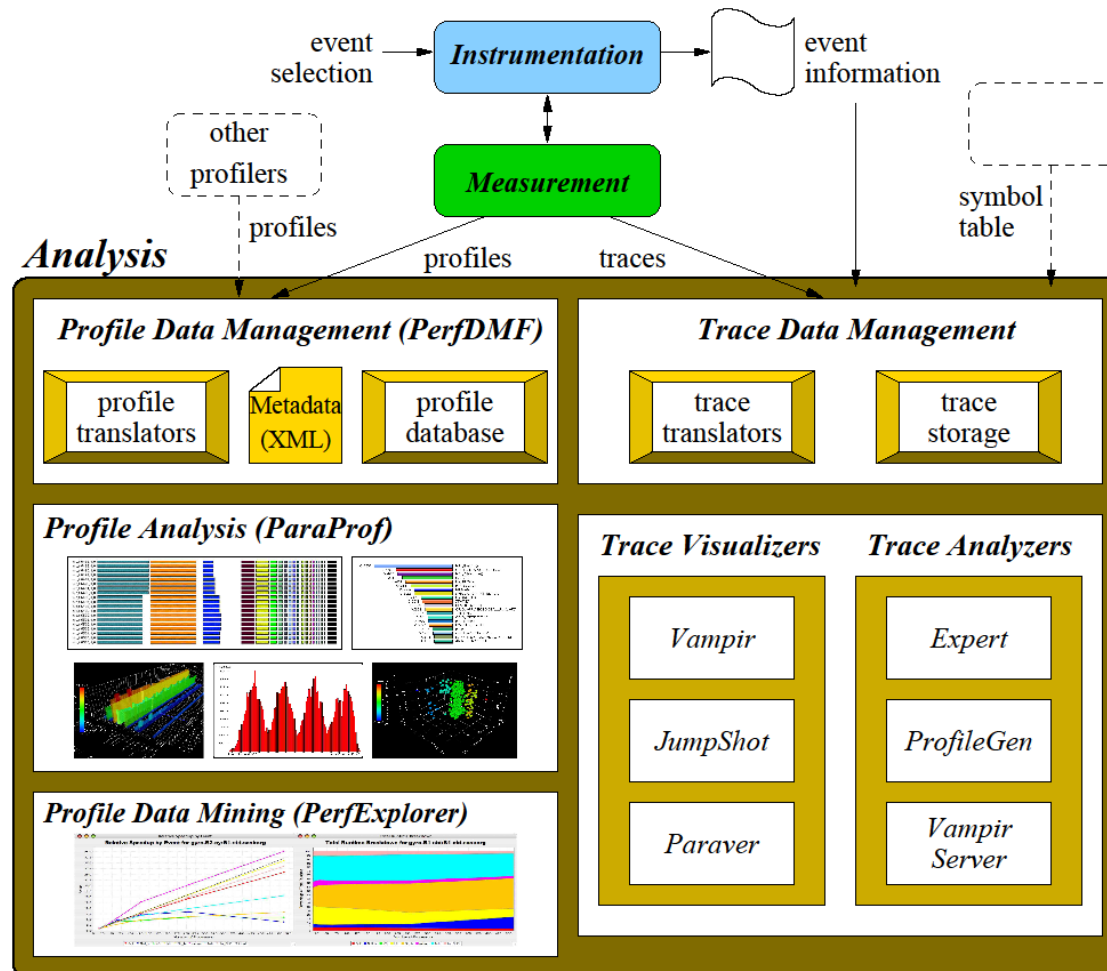 event
selection
Instrumentation
event
information
other
profilers
Measurement
symbol
table
profiles
profiles
traces
Analysis
Profile Data Management (PerfDMF)
profile
translators
Metadata
(XML)
profile
database
Trace Data Management
trace
translators
trace
storage
Profile Analysis (ParaProf)
Trace Visualizers
Vampir
JumpShot
Paraver
Trace Analyzers
Expert
ProfileGen
Vampir
Server
Profile Data Mining (PerfExplorer)